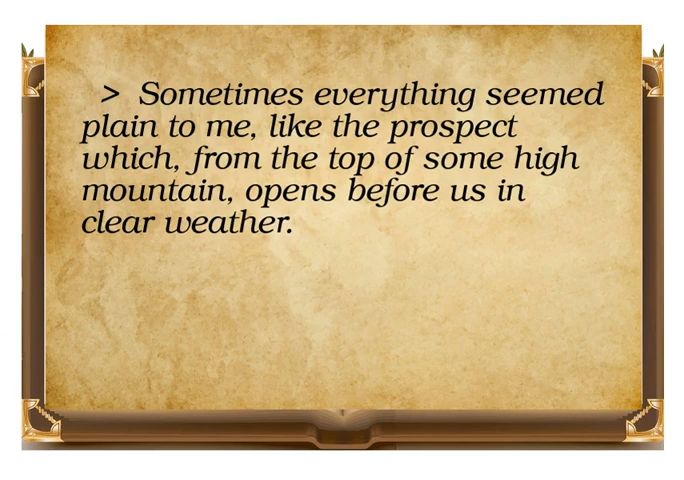 > Sometimes everything seemed
plain to me, like the prospect
which, from the top of some high
mountain, opens before us in
clear weather.